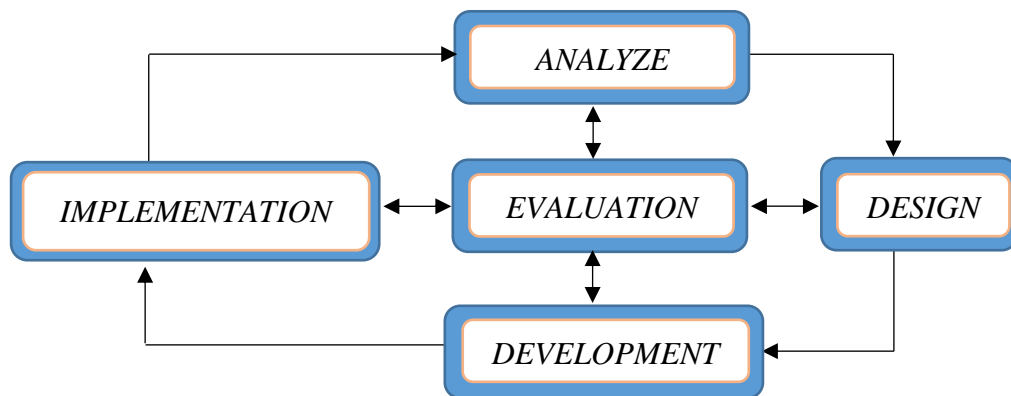 ANALYZE
IMPLEMENTATION
EVALUATION
DESIGN
DEVELOPMENT